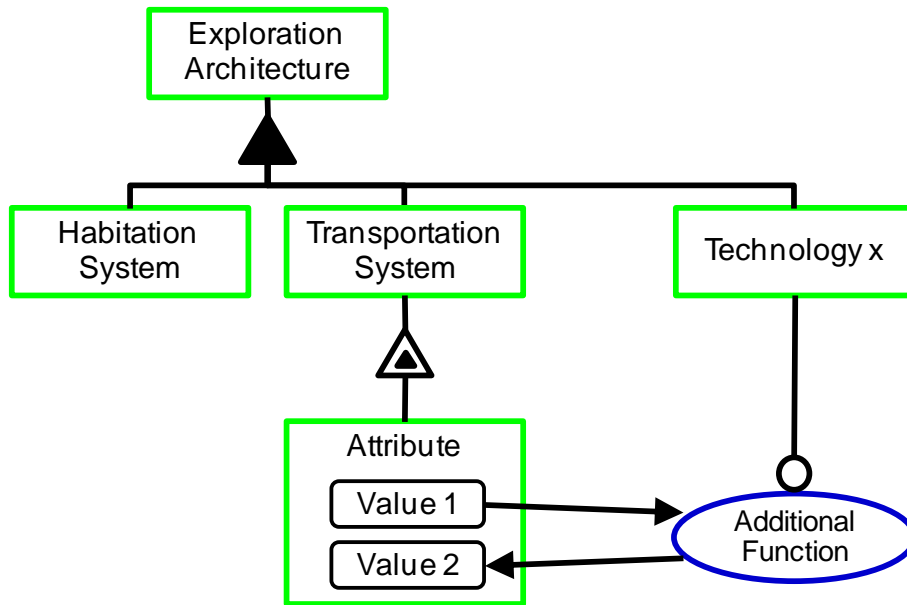 Exploration
Architecture
Habitation
System
Transportation
System
Technology x
Attribute
Value 1
Value 2
Additional
Function